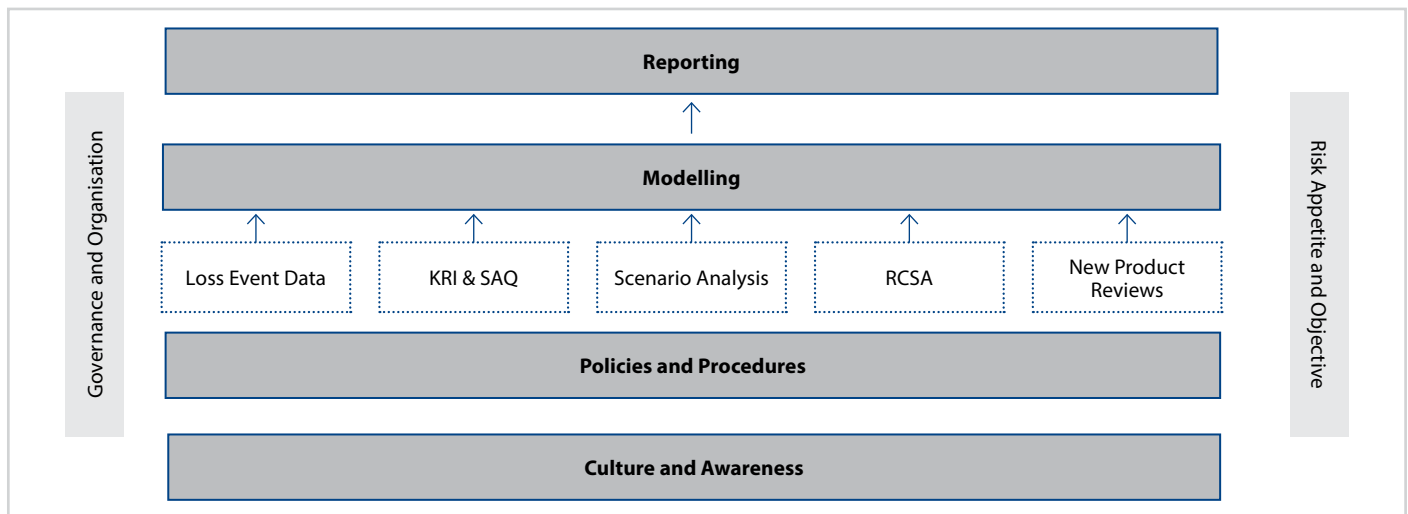 Reporting
Governance and Organisation
Risk Appetite and Objective
Modelling
Loss Event Data
KRI & SAQ
Scenario Analysis
RCSA
New Product
Reviews
Policies and Procedures
Culture and Awareness